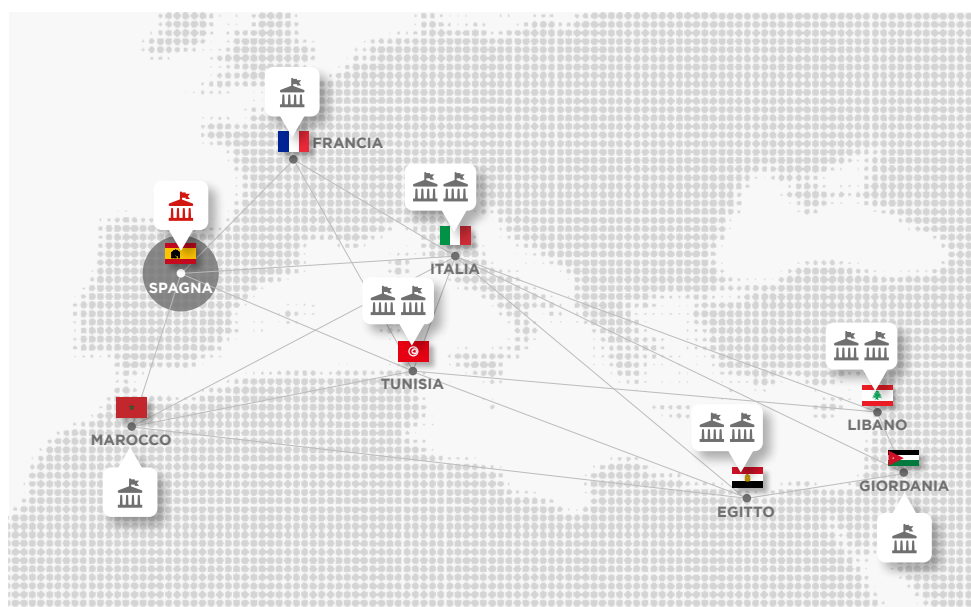 FRANCIA
ITALIA
SPAGNA
TUNISIA
MAROCCO
LIBANO
GIORDANIA
EGITTO